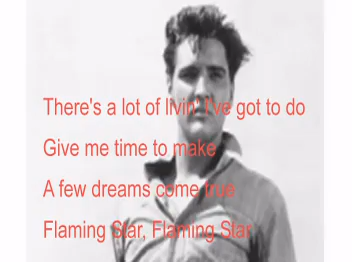 There's a lot of livin' I've got to do
Give me time to make
A few dreams come true
Flaming Star, Flaming Star